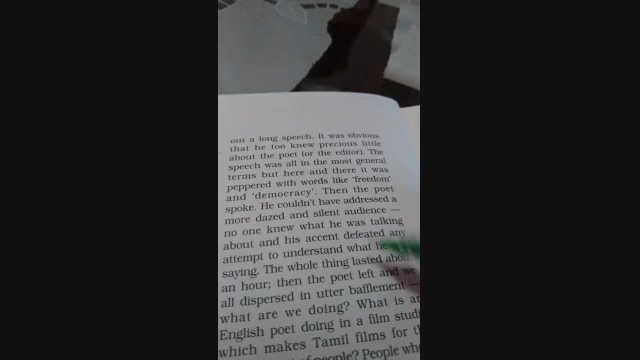 out a long speech. It was obvious
that he too knew precious little
about the poet (or the editor). The
speech was all in the most general
terms but here and there it was
peppered with words like 'freedom'
and 'democracy'. Then the poet
spoke. He couldn't have addressed a
more dazed and silent audience —
no one knew what he was talking
about and his accent defeated any
attempt to understand what he
saying. The whole thing lasted about
an hour; then the poet left and we
all dispersed in utter bafflement —
what are we doing? What is an
English poet doing in a film
which makes Tamil films for
of people? People